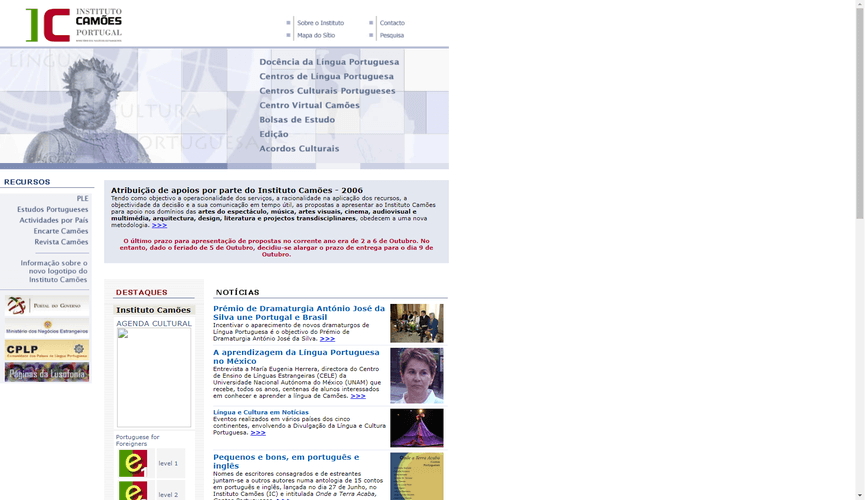 INSTITUTO
CAMÕES
PORTUGAL
Sobre o Instituto
Contacto
Mapa do Sítio
Pesquisa
LÍNGUA
CULTURA
PORTUGUESA
Docência da Língua Portuguesa
Centros de Língua Portuguesa
Centros Culturais Portugueses
Centro Virtual Camões
Bolsas de Estudo
Edição
Acordos Culturais
RECURSOS
PLE
Estudos Portugueses
Actividades por País
Encarte Camões
Revista Camões
Informação sobre o
novo logotipo do
Instituto Camões
PORTAL DO GOVERNO
Ministério dos Negócios Estrangeiros
CPLP
Páginas da Lusofonia
Atribuição de apoios por parte do Instituto Camões - 2006
Tendo como objectivo a operacionalidade dos serviços, a racionalidade na aplicação dos recursos, a
objectividade da decisão e a sua comunicação em tempo útil, as propostas a apresentar ao Instituto Camões
para apoio nos domínios das artes do espectáculo, música, artes visuais, cinema, audiovisual e
multimédia, arquitectura, design, literatura e projectos transdisciplinares, obedecem a uma nova
metodologia. >>>
O último prazo para apresentação de propostas no corrente ano era de 2 a 6 de Outubro. No
entanto, dado o feriado de 5 de Outubro, decidiu-se alargar o prazo de entrega para o dia 9 de
Outubro.
DESTAQUES
Instituto Camões
AGENDA CULTURAL
Portuguese for
Foreigners
level 1
level 2
NOTÍCIAS
Prémio de Dramaturgia António José da
Silva une Portugal e Brasil
Incentivar o aparecimento de novos dramaturgos de
Língua Portuguesa é o objectivo do Prémio de
Dramaturgia António José da Silva. >>>
A aprendizagem da Língua Portuguesa
no México
Entrevista a María Eugenia Herrera, directora do Centro
de Ensino de Línguas Estrangeiras (CELE) da
Universidade Nacional Autónoma do México (UNAM) que
recebe, todos os anos, centenas de alunos interessados
em conhecer e aprender a língua de Camões. >>>
Língua e Cultura em Notícias
Eventos realizados em vários países dos cinco
continentes, envolvendo a Divulgação da Língua e Cultura
Portuguesa. >>>
Pequenos e bons, em português e
inglês
Nomes de escritores consagrados e de estreantes
juntam-se a outros autores numa antologia de 15 contos
em português e inglês, lançada no dia 27 de Junho, no
Instituto Camões (IC) e intitulada Onde a Terra Acaba,
Onde a Terra Acaba